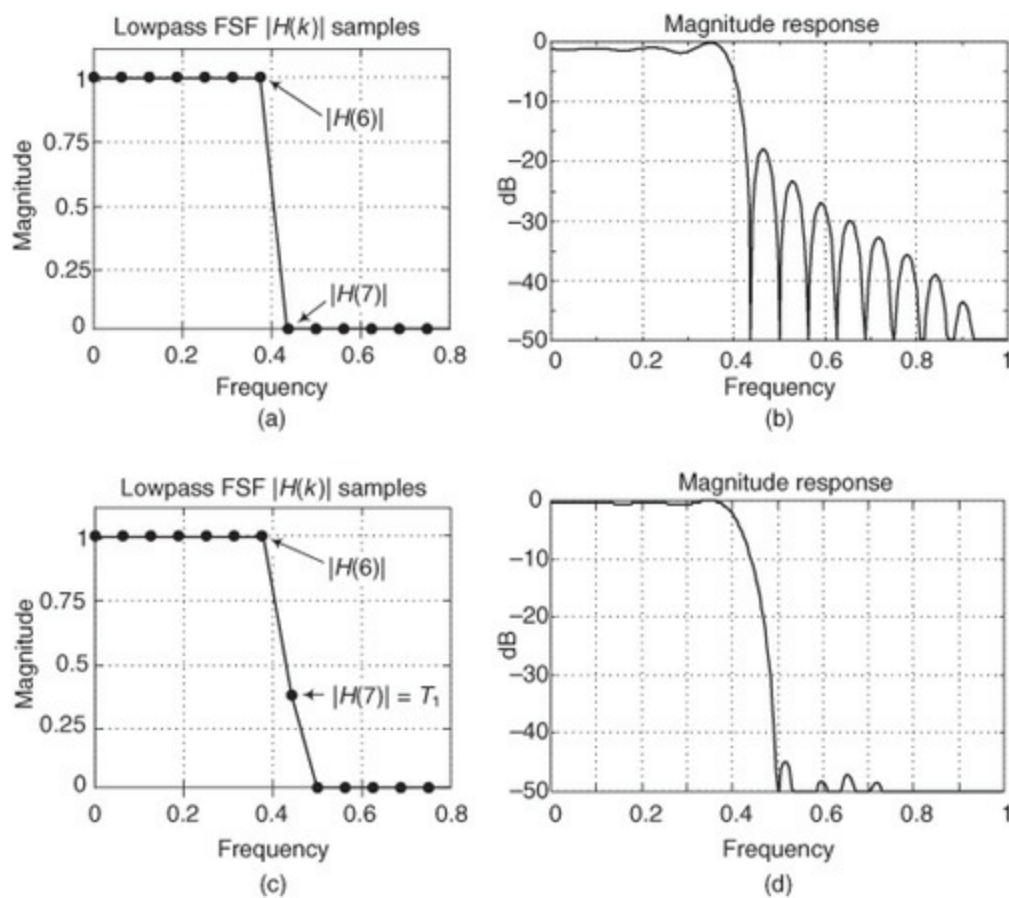 Lowpass FSF |H(k)| samples
Magnitude
1
0.75
0.5
0.25
0
|H(6)|
|H(7)|
0 0.2 0.4 0.6 0.8
Frequency
(a)
Magnitude response
dB
0
−10
−20
−30
−40
−50
0 0.2 0.4 0.6 0.8 1
Frequency
(b)
Lowpass FSF |H(k)| samples
Magnitude
1
0.75
0.5
0.25
0
|H(6)|
|H(7)| = T₁
0 0.2 0.4 0.6 0.8
Frequency
(c)
Magnitude response
dB
0
−10
−20
−30
−40
−50
0 0.2 0.4 0.6 0.8 1
Frequency
(d)